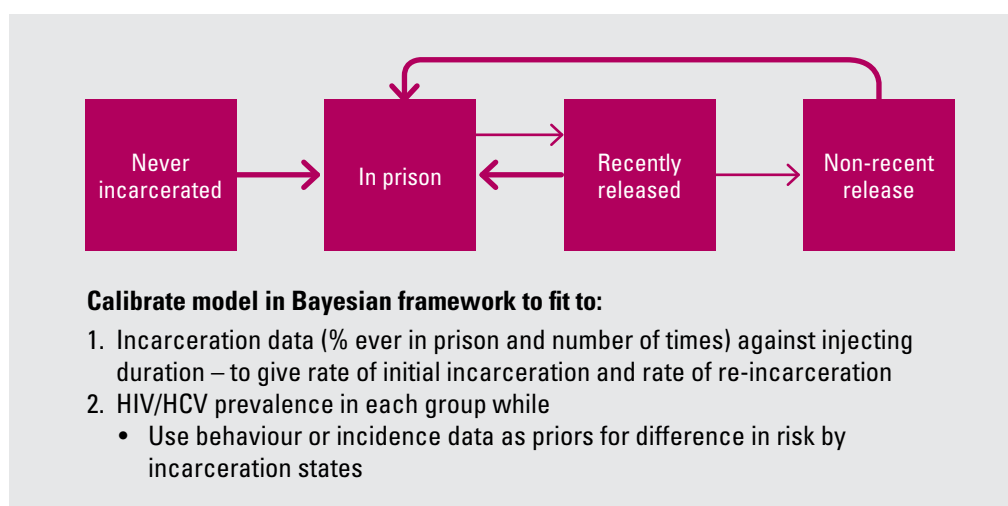 Never
incarcerated
In prison
Recently
released
Non-recent
release
Calibrate model in Bayesian framework to fit to:
1. Incarceration data (% ever in prison and number of times) against injecting
duration – to give rate of initial incarceration and rate of re-incarceration
2. HIV/HCV prevalence in each group while
• Use behaviour or incidence data as priors for difference in risk by
incarceration states